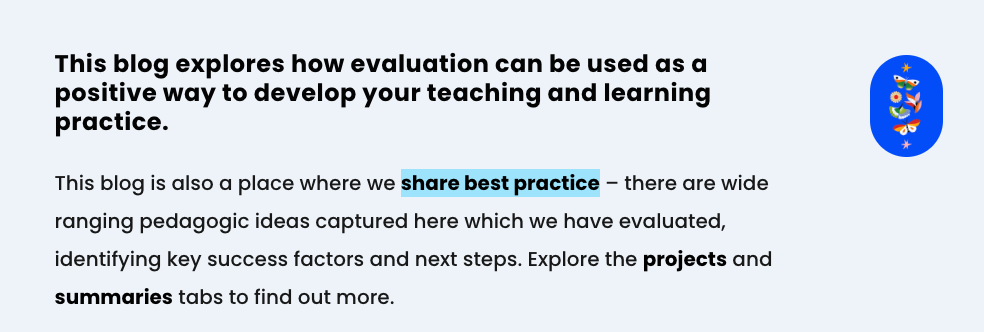 This blog explores how evaluation can be used as a
positive way to develop your teaching and learning
practice.
This blog is also a place where we share best practice – there are wide
ranging pedagogic ideas captured here which we have evaluated,
identifying key success factors and next steps. Explore the projects and
summaries tabs to find out more.